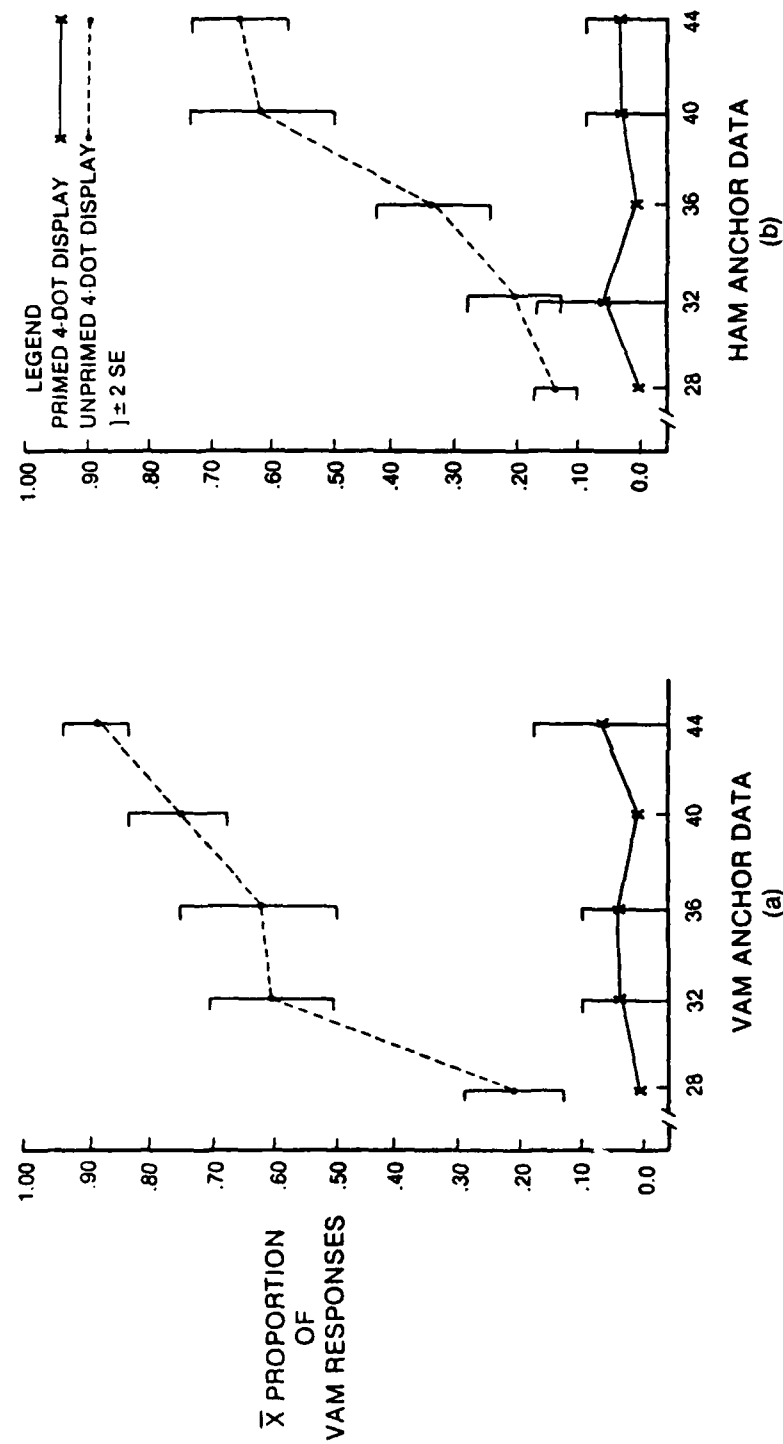 X̄ PROPORTION
OF
VAM RESPONSES
1.00
.90
.80
.70
.60
.50
.40
.30
.20
.10
0.0
28 32 36 40 44
VAM ANCHOR DATA
(a)
LEGEND
PRIMED 4-DOT DISPLAY
UNPRIMED 4-DOT DISPLAY
] ± 2 SE
1.00
.90
.80
.70
.60
.50
.40
.30
.20
.10
0.0
28 32 36 40 44
HAM ANCHOR DATA
(b)